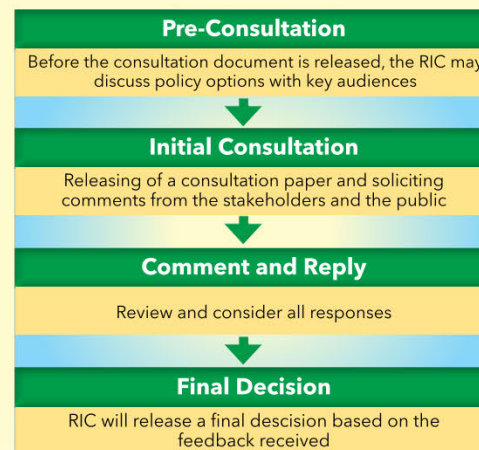 Pre-Consultation
Before the consultation document is released, the RIC may
discuss policy options with key audiences
Initial Consultation
Releasing of a consultation paper and soliciting
comments from the stakeholders and the public
Comment and Reply
Review and consider all responses
Final Decision
RIC will release a final descision based on the
feedback received